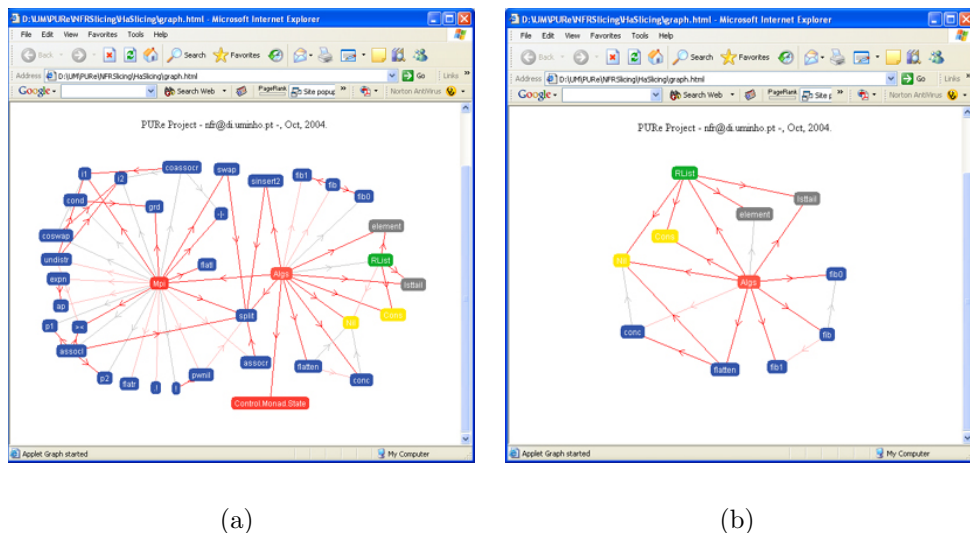 D:\UM\PURe\NFRSlicing\HaSlicing\graph.html - Microsoft Internet Explorer
File Edit View Favorites Tools Help
Back Search Favorites
Address D:\UM\PURe\NFRSlicing\HaSlicing\graph.html Go Links »
Google Search Web PageRank Site popup » Norton AntiVirus
PURe Project - nfr@di.uminho.pt -, Oct, 2004.
i1 i2 coassocr swap sinsert2 fib1 fib fib0
cond grd -|- element
coswap undistr flatl RList
expn Mpi Algs lsttail
ap split Nil Cons
p1 >< assocl assocr flatten conc
p2 flatr ! pwnil
Control.Monad.State
Applet Graph started My Computer
(a)
D:\UM\PURe\NFRSlicing\HaSlicing\graph.html - Microsoft Internet Explorer
File Edit View Favorites Tools Help
Back Search Favorites
Address D:\UM\PURe\NFRSlicing\HaSlicing\graph.html Go Links »
Google Search Web PageRank Site p » Norton AntiVirus
PURe Project - nfr@di.uminho.pt -, Oct, 2004.
RList
lsttail
element
Cons
Nil
fib0
Algs
conc fib
flatten fib1
Applet Graph started My Computer
(b)